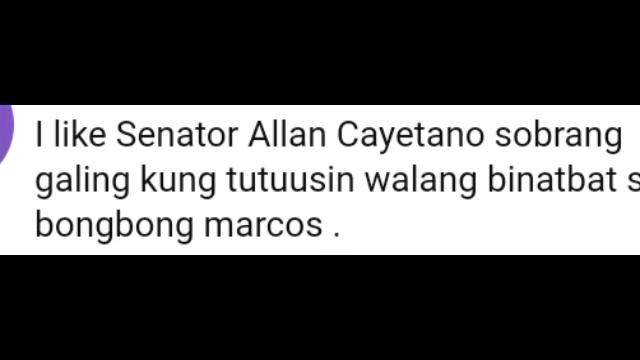 I like Senator Allan Cayetano sobrang
galing kung tutuusin walang binatbat
bongbong marcos .